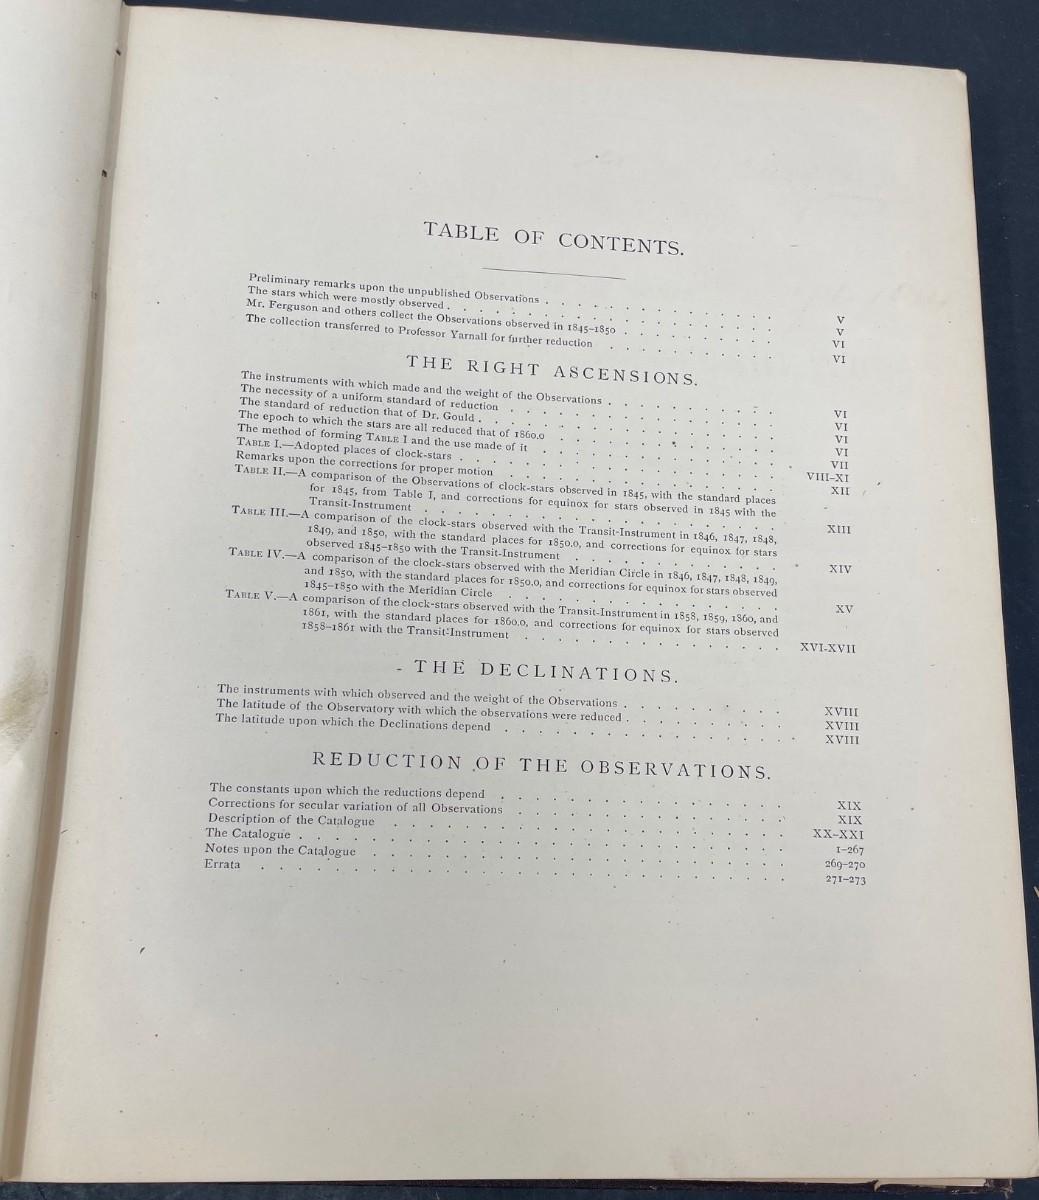 TABLE OF CONTENTS.
Preliminary remarks upon the unpublished Observations . . . . . . . . . . . . . . . V
The stars which were mostly observed . . . . . . . . . . . . . . . . . . . . V
Mr. Ferguson and others collect the Observations observed in 1845-1850 . . . . . . . . . . VI
The collection transferred to Professor Yarnall for further reduction . . . . . . . . . . . VI
THE RIGHT ASCENSIONS.
The instruments with which made and the weight of the Observations . . . . . . . . . . . VI
The necessity of a uniform standard of reduction . . . . . . . . . . . . . . . . . VI
The standard of reduction that of Dr. Gould . . . . . . . . . . . . . . . . . . . VI
The epoch to which the stars are all reduced that of 1860.0 . . . . . . . . . . . . . . VI
The method of forming TABLE I and the use made of it . . . . . . . . . . . . . . . VII
TABLE I.—Adopted places of clock-stars . . . . . . . . . . . . . . . . . . . . VIII-XI
Remarks upon the corrections for proper motion . . . . . . . . . . . . . . . . . XII
TABLE II.—A comparison of the Observations of clock-stars observed in 1845, with the standard places
for 1845, from Table I, and corrections for equinox for stars observed in 1845 with the
Transit-Instrument . . . . . . . . . . . . . . . . . . . . . . XIII
TABLE III.—A comparison of the clock-stars observed with the Transit-Instrument in 1846, 1847, 1848,
1849, and 1850, with the standard places for 1850.0, and corrections for equinox for stars
observed 1845-1850 with the Transit-Instrument . . . . . . . . . . . . . XIV
TABLE IV.—A comparison of the clock-stars observed with the Meridian Circle in 1846, 1847, 1848, 1849,
and 1850, with the standard places for 1850.0, and corrections for equinox for stars observed
1845-1850 with the Meridian Circle . . . . . . . . . . . . . . . . . XV
TABLE V.—A comparison of the clock-stars observed with the Transit-Instrument in 1858, 1859, 1860, and
1861, with the standard places for 1860.0, and corrections for equinox for stars observed
1858-1861 with the Transit-Instrument . . . . . . . . . . . . . . . . XVI-XVII
THE DECLINATIONS.
The instruments with which observed and the weight of the Observations . . . . . . . . . . XVIII
The latitude of the Observatory with which the observations were reduced . . . . . . . . . . XVIII
The latitude upon which the Declinations depend . . . . . . . . . . . . . . . . . . XVIII
REDUCTION OF THE OBSERVATIONS.
The constants upon which the reductions depend . . . . . . . . . . . . . . . . . . XIX
Corrections for secular variation of all Observations . . . . . . . . . . . . . . . . . XIX
Description of the Catalogue . . . . . . . . . . . . . . . . . . . . . . . . XX-XXI
The Catalogue . . . . . . . . . . . . . . . . . . . . . . . . . . . . . . 1-267
Notes upon the Catalogue . . . . . . . . . . . . . . . . . . . . . . . . . . 269-270
Errata . . . . . . . . . . . . . . . . . . . . . . . . . . . . . . . . . 271-273